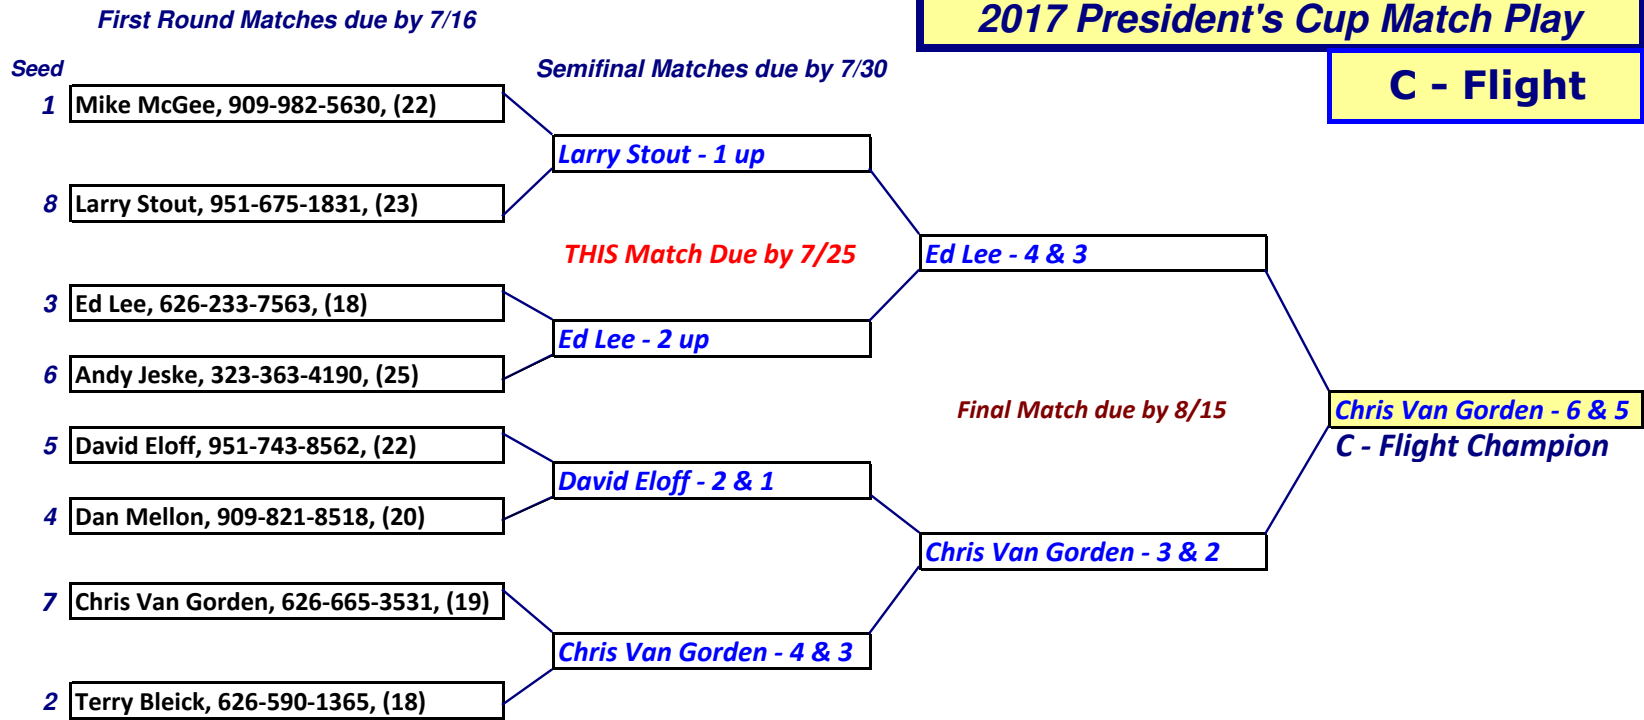 First Round Matches due by 7/16
2017 President's Cup Match Play
Seed
Semifinal Matches due by 7/30
C - Flight
1 Mike McGee, 909-982-5630, (22)
Larry Stout - 1 up
8 Larry Stout, 951-675-1831, (23)
THIS Match Due by 7/25
Ed Lee - 4 & 3
3 Ed Lee, 626-233-7563, (18)
Ed Lee - 2 up
6 Andy Jeske, 323-363-4190, (25)
Final Match due by 8/15
Chris Van Gorden - 6 & 5
C - Flight Champion
5 David Eloff, 951-743-8562, (22)
David Eloff - 2 & 1
4 Dan Mellon, 909-821-8518, (20)
Chris Van Gorden - 3 & 2
7 Chris Van Gorden, 626-665-3531, (19)
Chris Van Gorden - 4 & 3
2 Terry Bleick, 626-590-1365, (18)